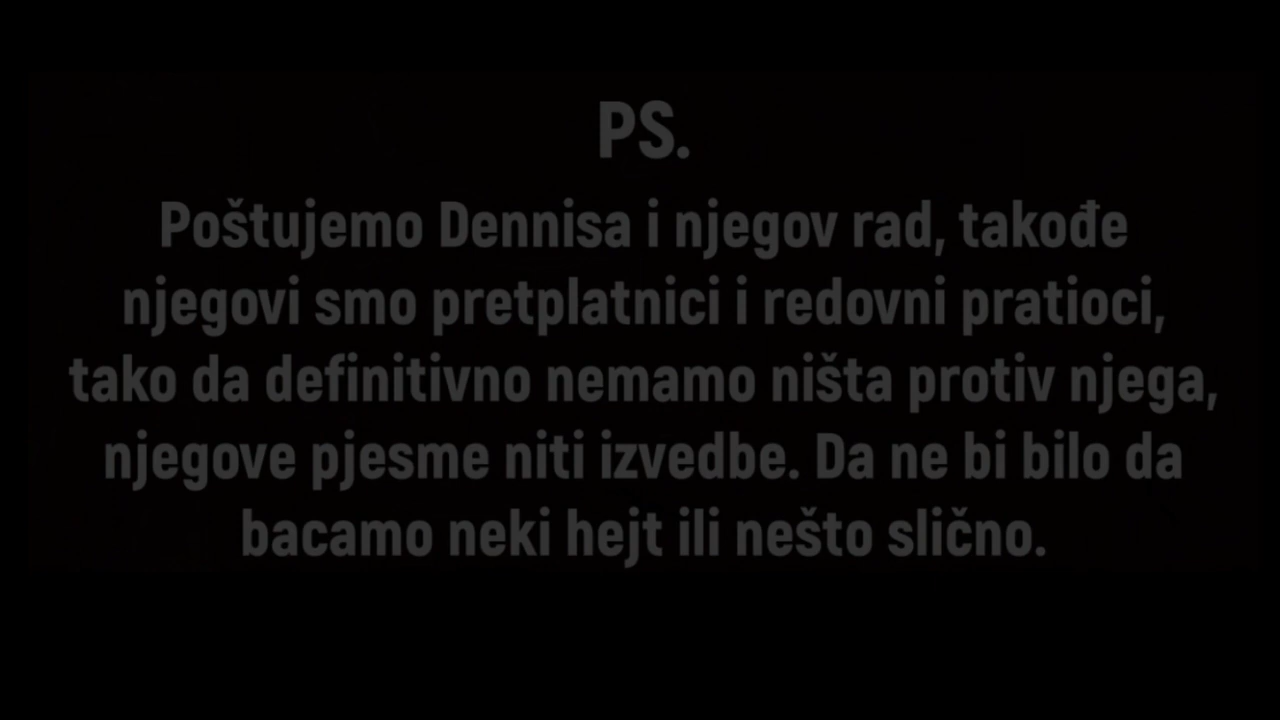 PS.
Poštujemo Dennisa i njegov rad, takođe
njegovi smo pretplatnici i redovni pratioci,
tako da definitivno nemamo ništa protiv njega,
njegove pjesme niti izvedbe. Da ne bi bilo da
bacamo neki hejt ili nešto slično.